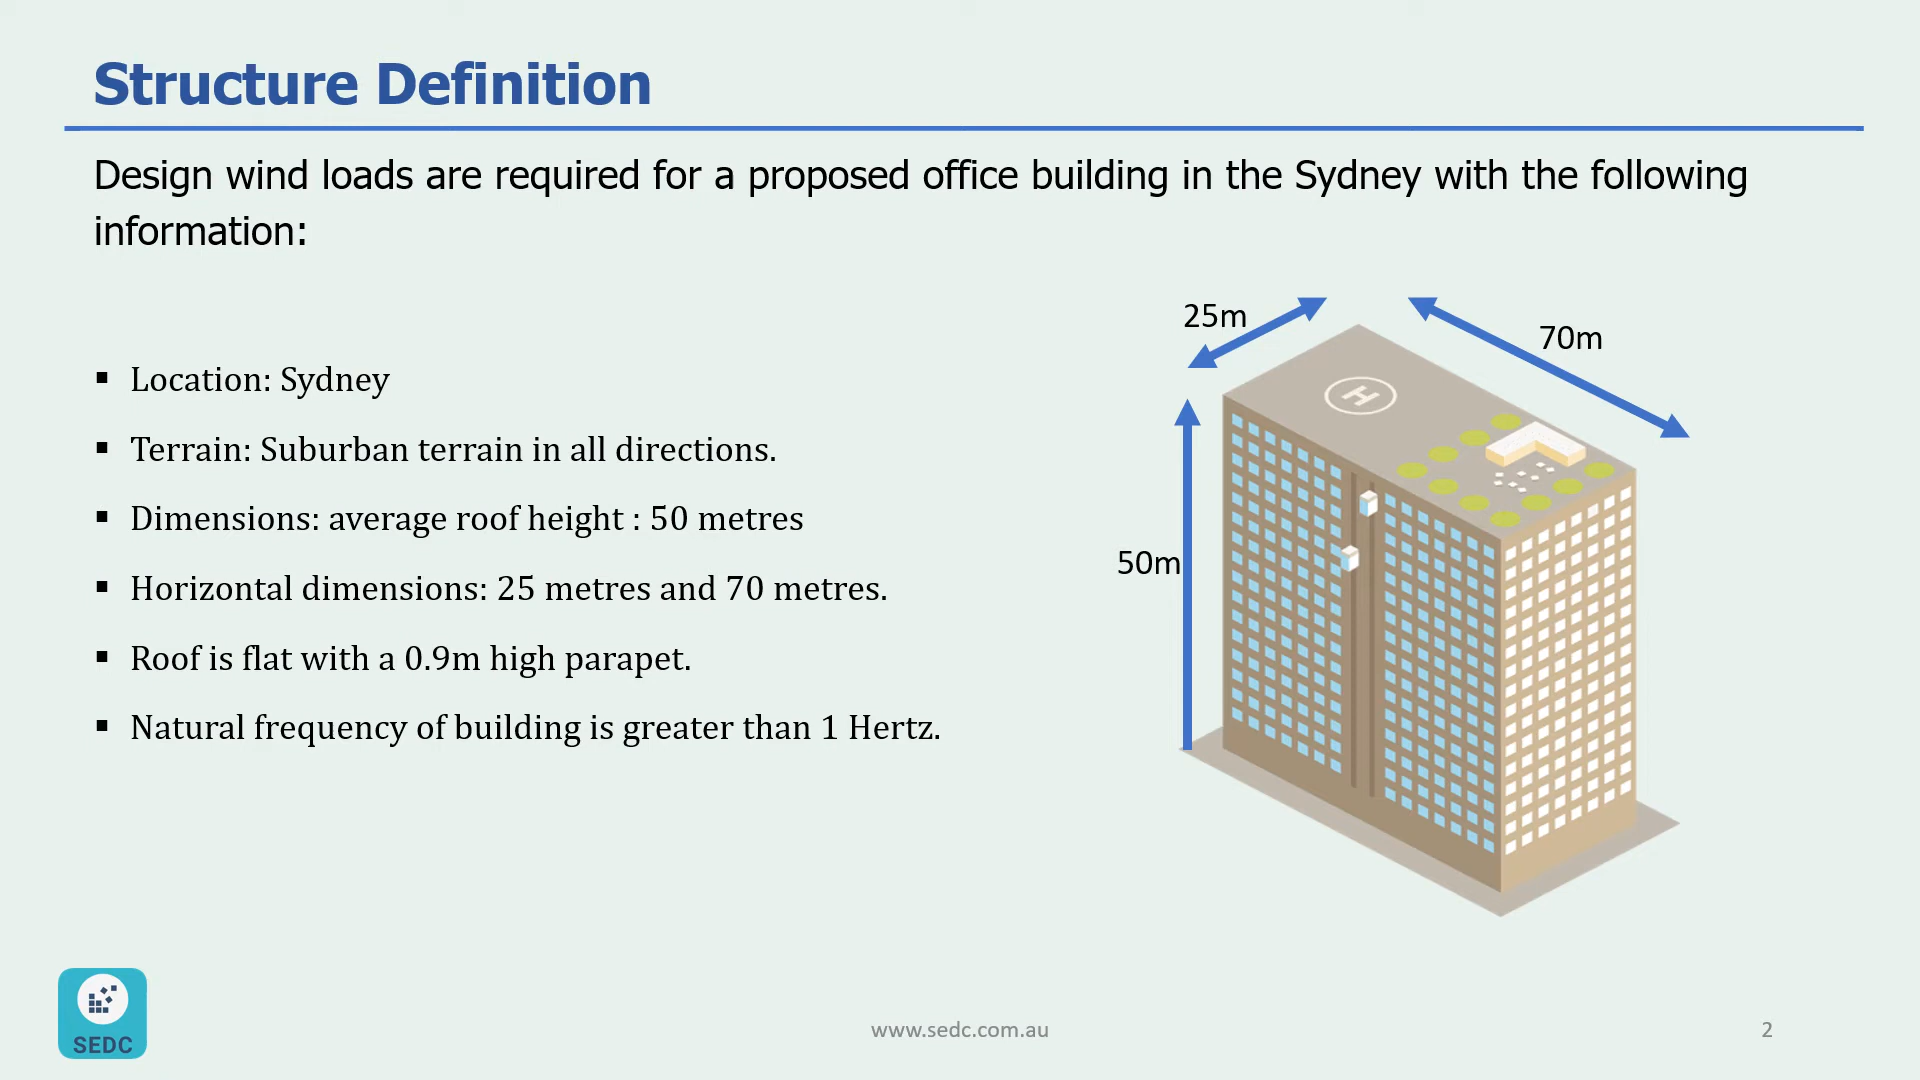 Structure Definition
Design wind loads are required for a proposed office building in the Sydney with the following
information:
▪ Location: Sydney
▪ Terrain: Suburban terrain in all directions.
▪ Dimensions: average roof height : 50 metres
▪ Horizontal dimensions: 25 metres and 70 metres.
▪ Roof is flat with a 0.9m high parapet.
▪ Natural frequency of building is greater than 1 Hertz.
25m
70m
H
50m
SEDC
www.sedc.com.au
2